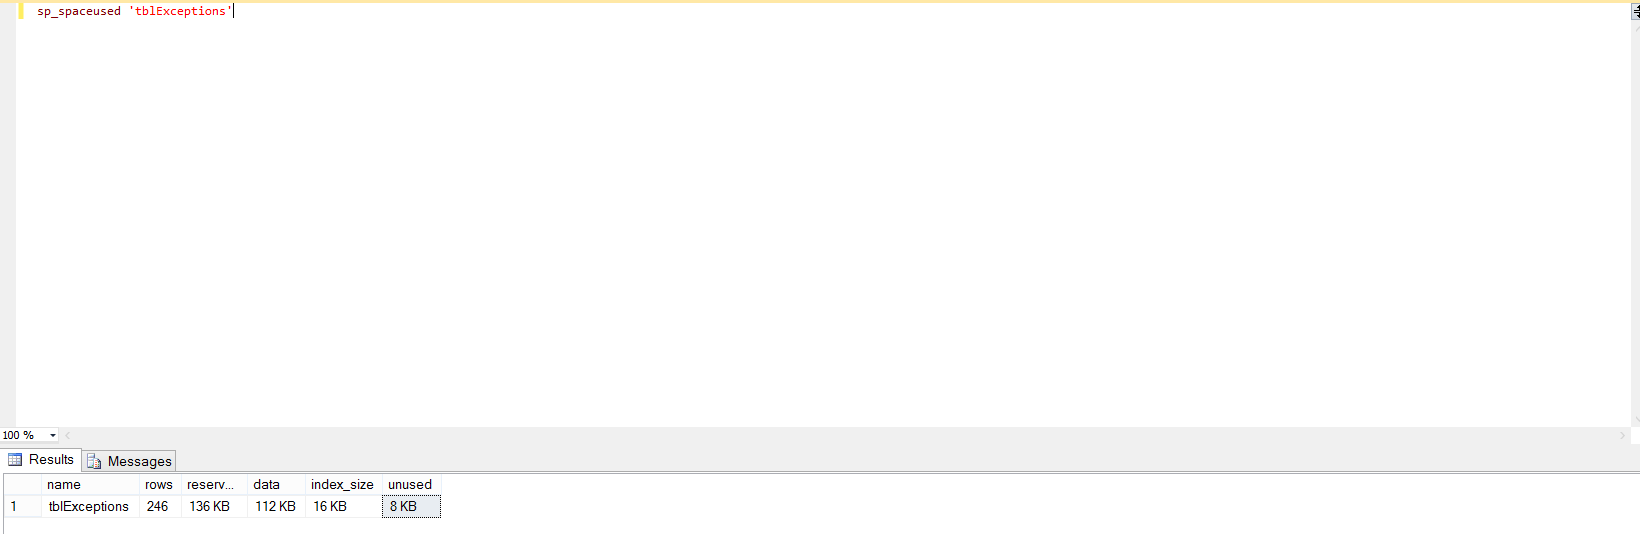 sp_spaceused 'tblExceptions'
100 %
Results Messages
name rows reserv... data index_size unused
1 tblExceptions 246 136 KB 112 KB 16 KB 8 KB